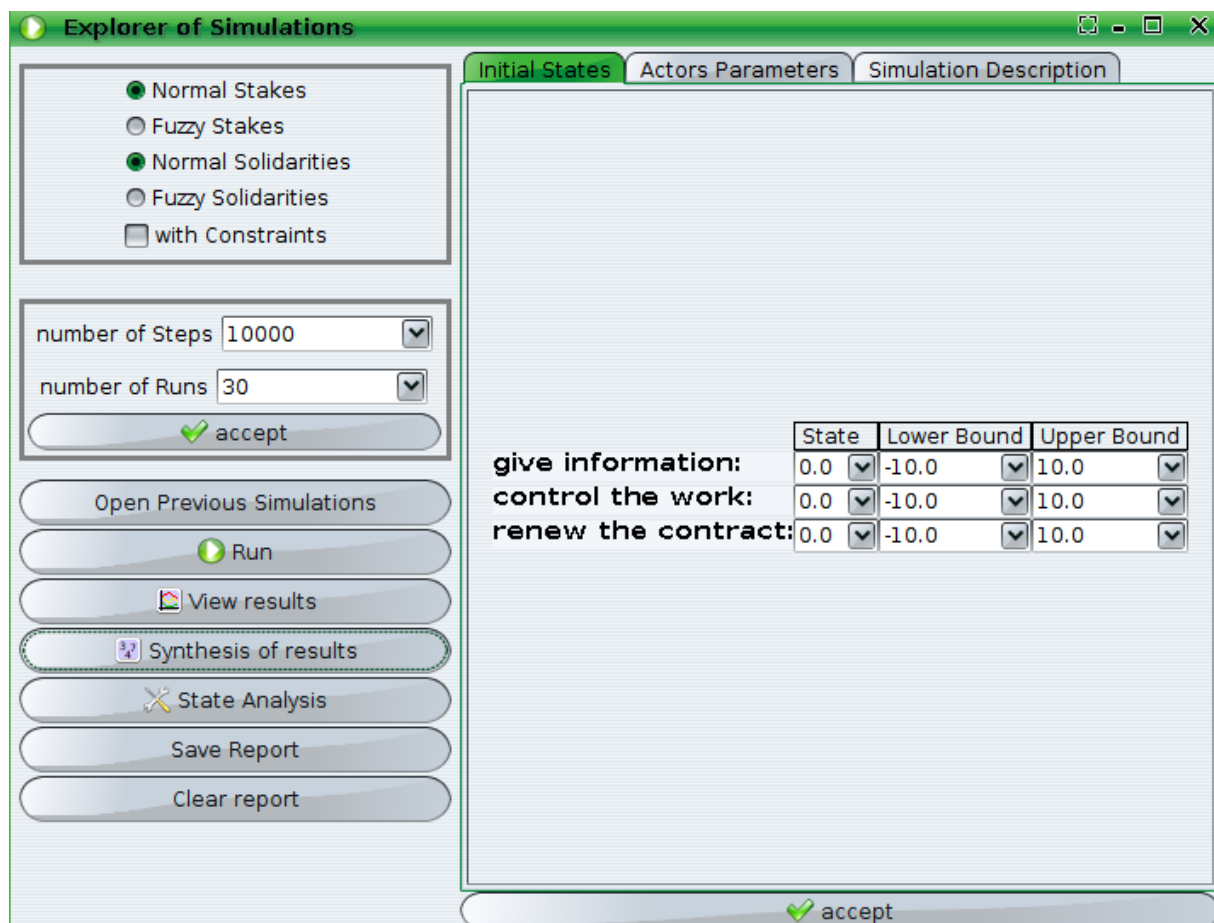 Explorer of Simulations
Normal Stakes
Fuzzy Stakes
Normal Solidarities
Fuzzy Solidarities
with Constraints
number of Steps 10000
number of Runs 30
accept
Open Previous Simulations
Run
View results
Synthesis of results
State Analysis
Save Report
Clear report
Initial States Actors Parameters Simulation Description
State Lower Bound Upper Bound
give information: 0.0 -10.0 10.0
control the work: 0.0 -10.0 10.0
renew the contract: 0.0 -10.0 10.0
accept